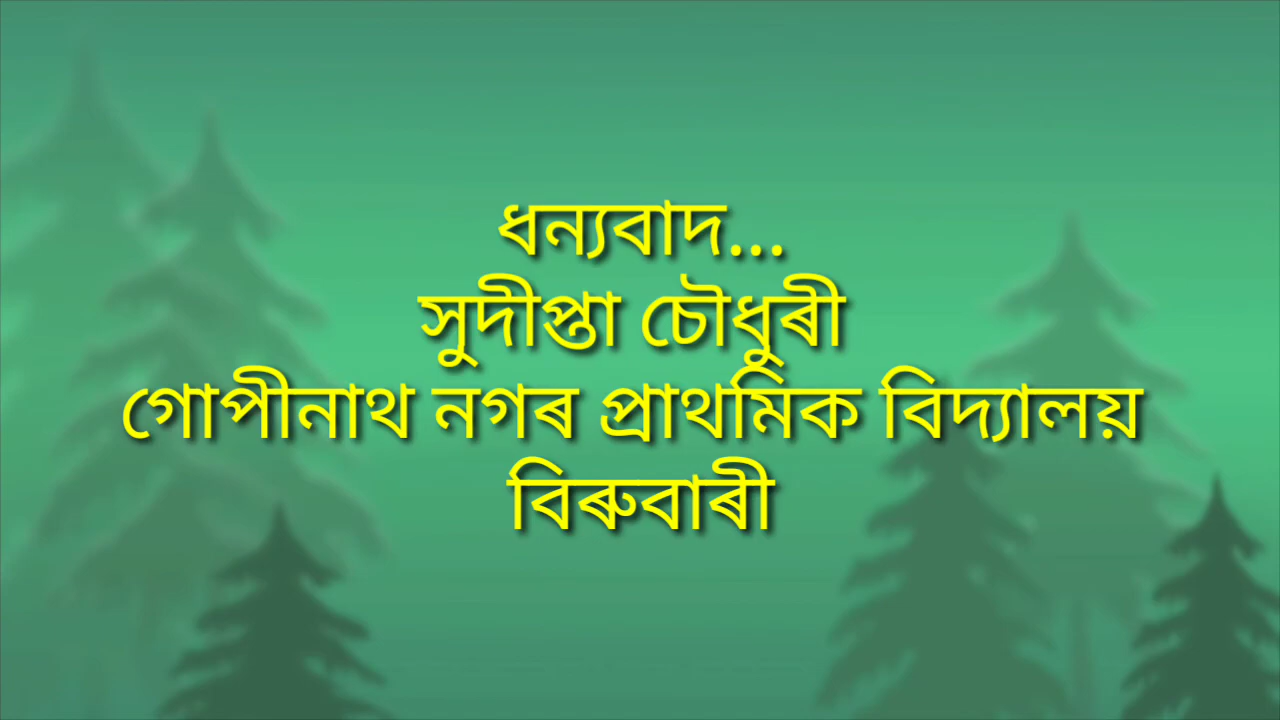 ধন্যবাদ...
সুদীপ্তা চৌধুৰী
গোপীনাথ নগৰ প্ৰাথমিক বিদ্যালয়
বিৰুবাৰী